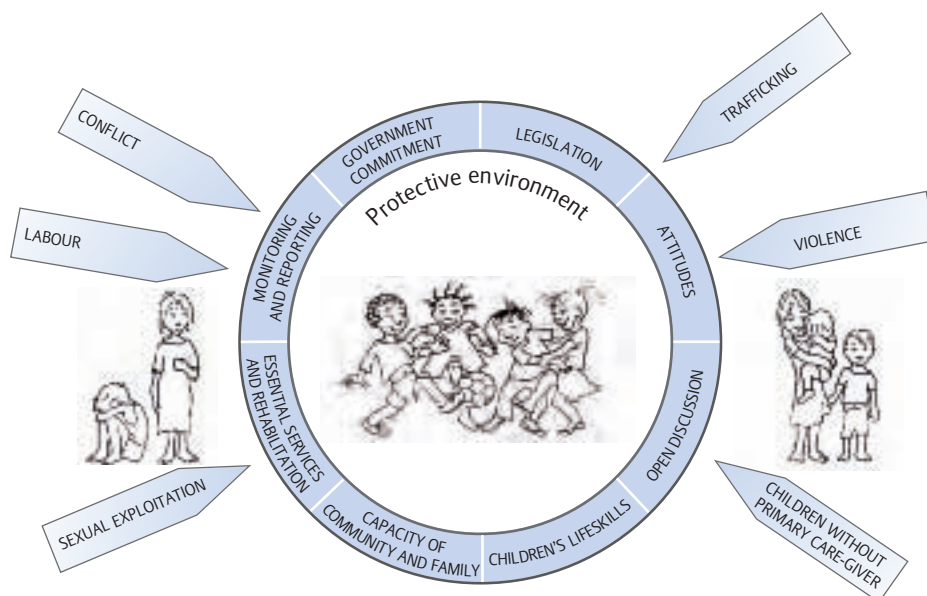 TRAFFICKING
CONFLICT
GOVERNMENT
COMMITMENT
LEGISLATION
Protective environment
LABOUR
MONITORING
AND REPORTING
ATTITUDES
VIOLENCE
ESSENTIAL SERVICES
AND REHABILITATION
OPEN DISCUSSION
SEXUAL EXPLOITATION
CAPACITY OF
COMMUNITY AND FAMILY
CHILDREN'S LIFESKILLS
CHILDREN WITHOUT
PRIMARY CARE-GIVER